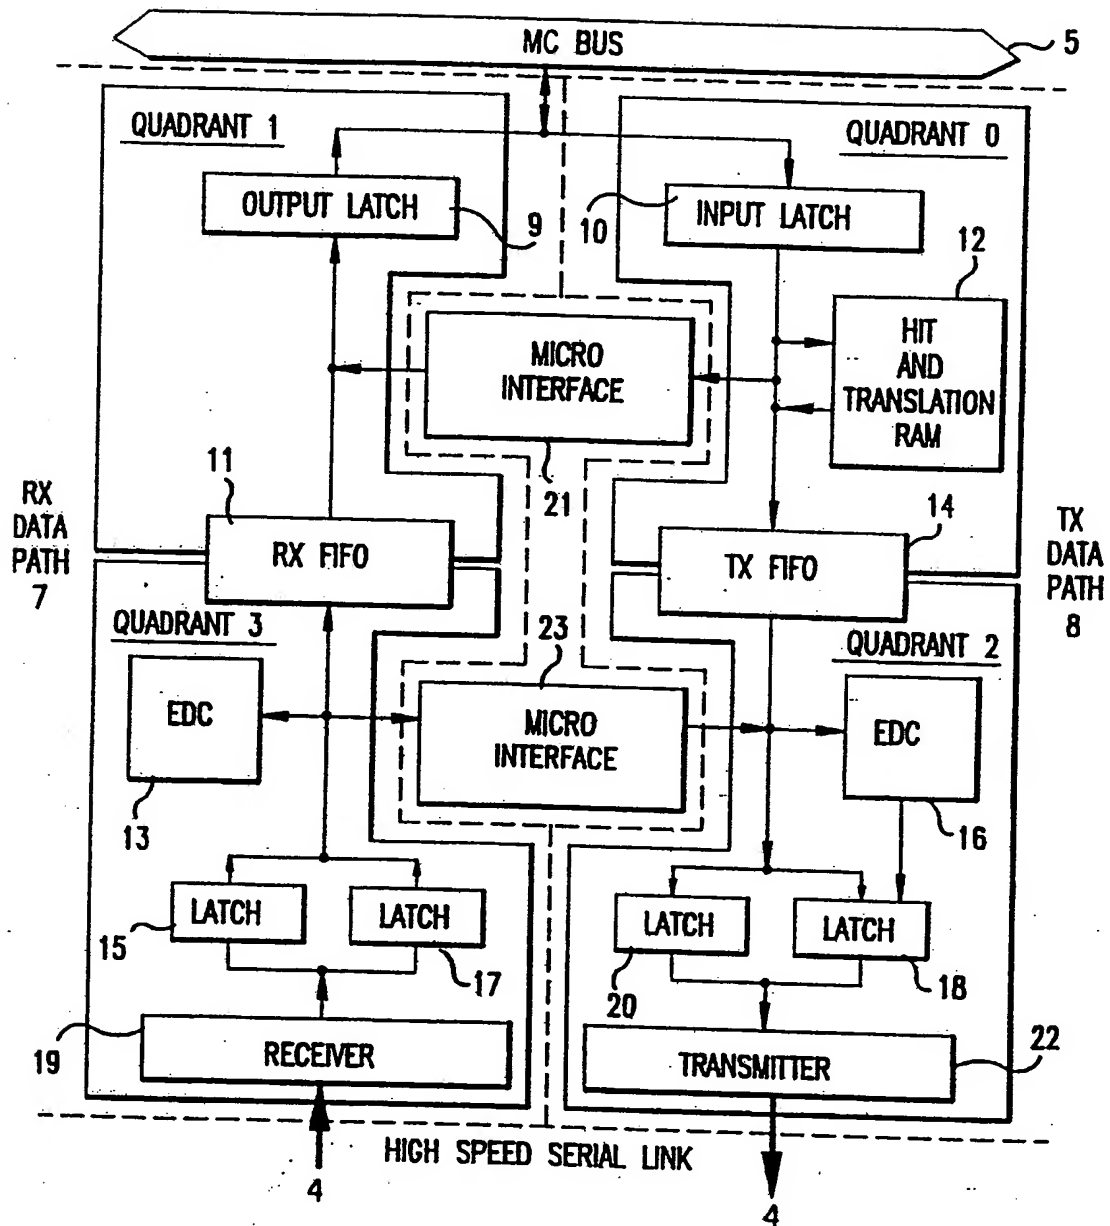 MC BUS
5
QUADRANT 1
QUADRANT 0
OUTPUT LATCH
9
10
INPUT LATCH
12
HIT
AND
TRANSLATION
RAM
MICRO
INTERFACE
21
11
RX
DATA
PATH
7
RX FIFO
14
TX FIFO
TX
DATA
PATH
8
QUADRANT 3
23
QUADRANT 2
EDC
13
MICRO
INTERFACE
EDC
16
LATCH
15
LATCH
17
LATCH
20
LATCH
18
19
RECEIVER
TRANSMITTER
22
HIGH SPEED SERIAL LINK
4
4